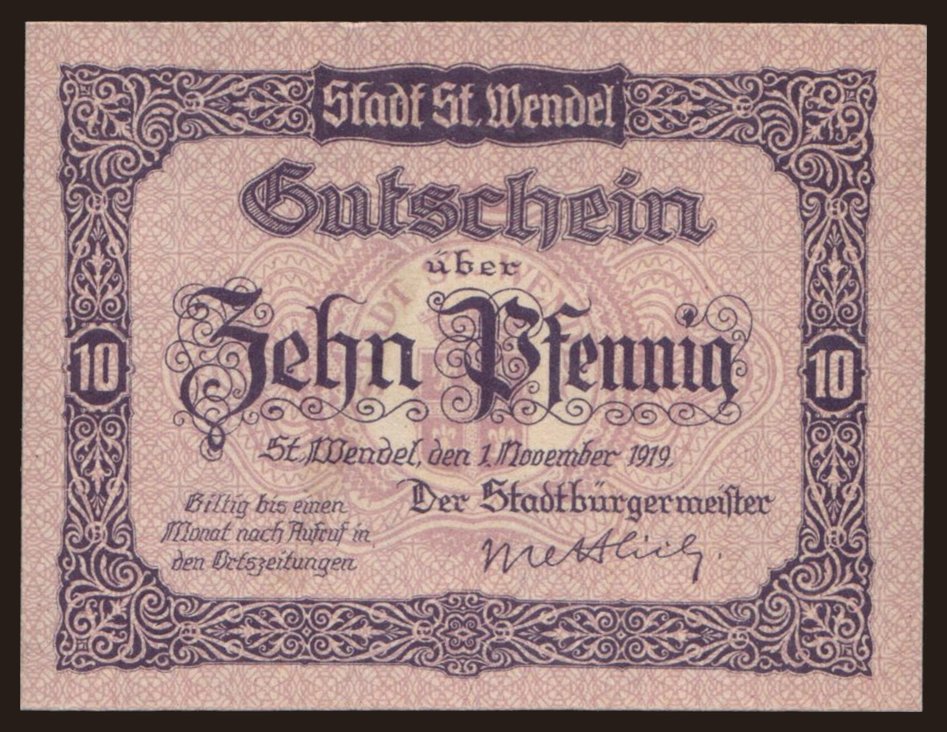 Stadt St. Wendel
Gutschein
über
Zehn Pfennig
10
10
St. Wendel, den 1. November 1919.
Der Stadtbürgermeister
Giltig bis einen
Monat nach Aufruf in
den Ortszeitungen